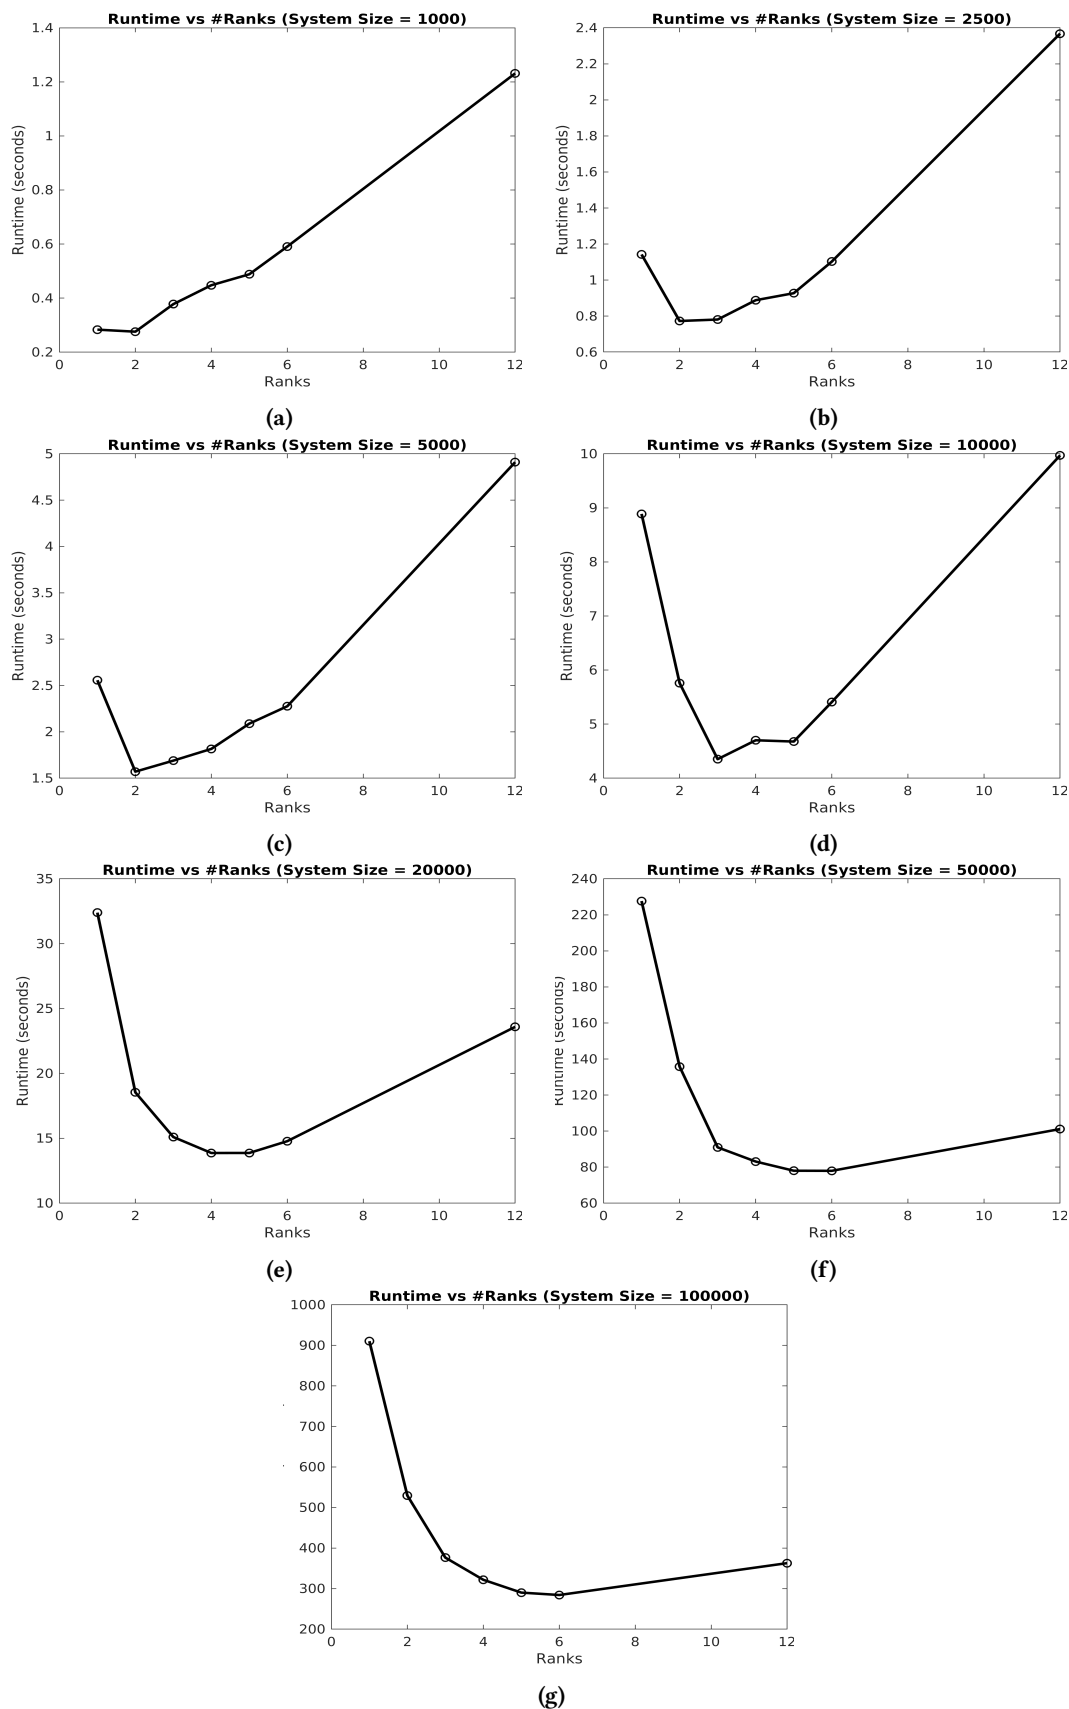 Runtime vs #Ranks (System Size = 1000)
1.4
1.2
1
0.8
0.6
0.4
0.2
Runtime (seconds)
0 2 4 6 8 10 12
Ranks
(a)
Runtime vs #Ranks (System Size = 2500)
2.4
2.2
2
1.8
1.6
1.4
1.2
1
0.8
0.6
Runtime (seconds)
0 2 4 6 8 10 12
Ranks
(b)
Runtime vs #Ranks (System Size = 5000)
5
4.5
4
3.5
3
2.5
2
1.5
Runtime (seconds)
0 2 4 6 8 10 12
Ranks
(c)
Runtime vs #Ranks (System Size = 10000)
10
9
8
7
6
5
4
Runtime (seconds)
0 2 4 6 8 10 12
Ranks
(d)
Runtime vs #Ranks (System Size = 20000)
35
30
25
20
15
10
Runtime (seconds)
0 2 4 6 8 10 12
Ranks
(e)
Runtime vs #Ranks (System Size = 50000)
240
220
200
180
160
140
120
100
80
60
Runtime (seconds)
0 2 4 6 8 10 12
Ranks
(f)
Runtime vs #Ranks (System Size = 100000)
1000
900
800
700
600
500
400
300
200
0 2 4 6 8 10 12
Ranks
(g)